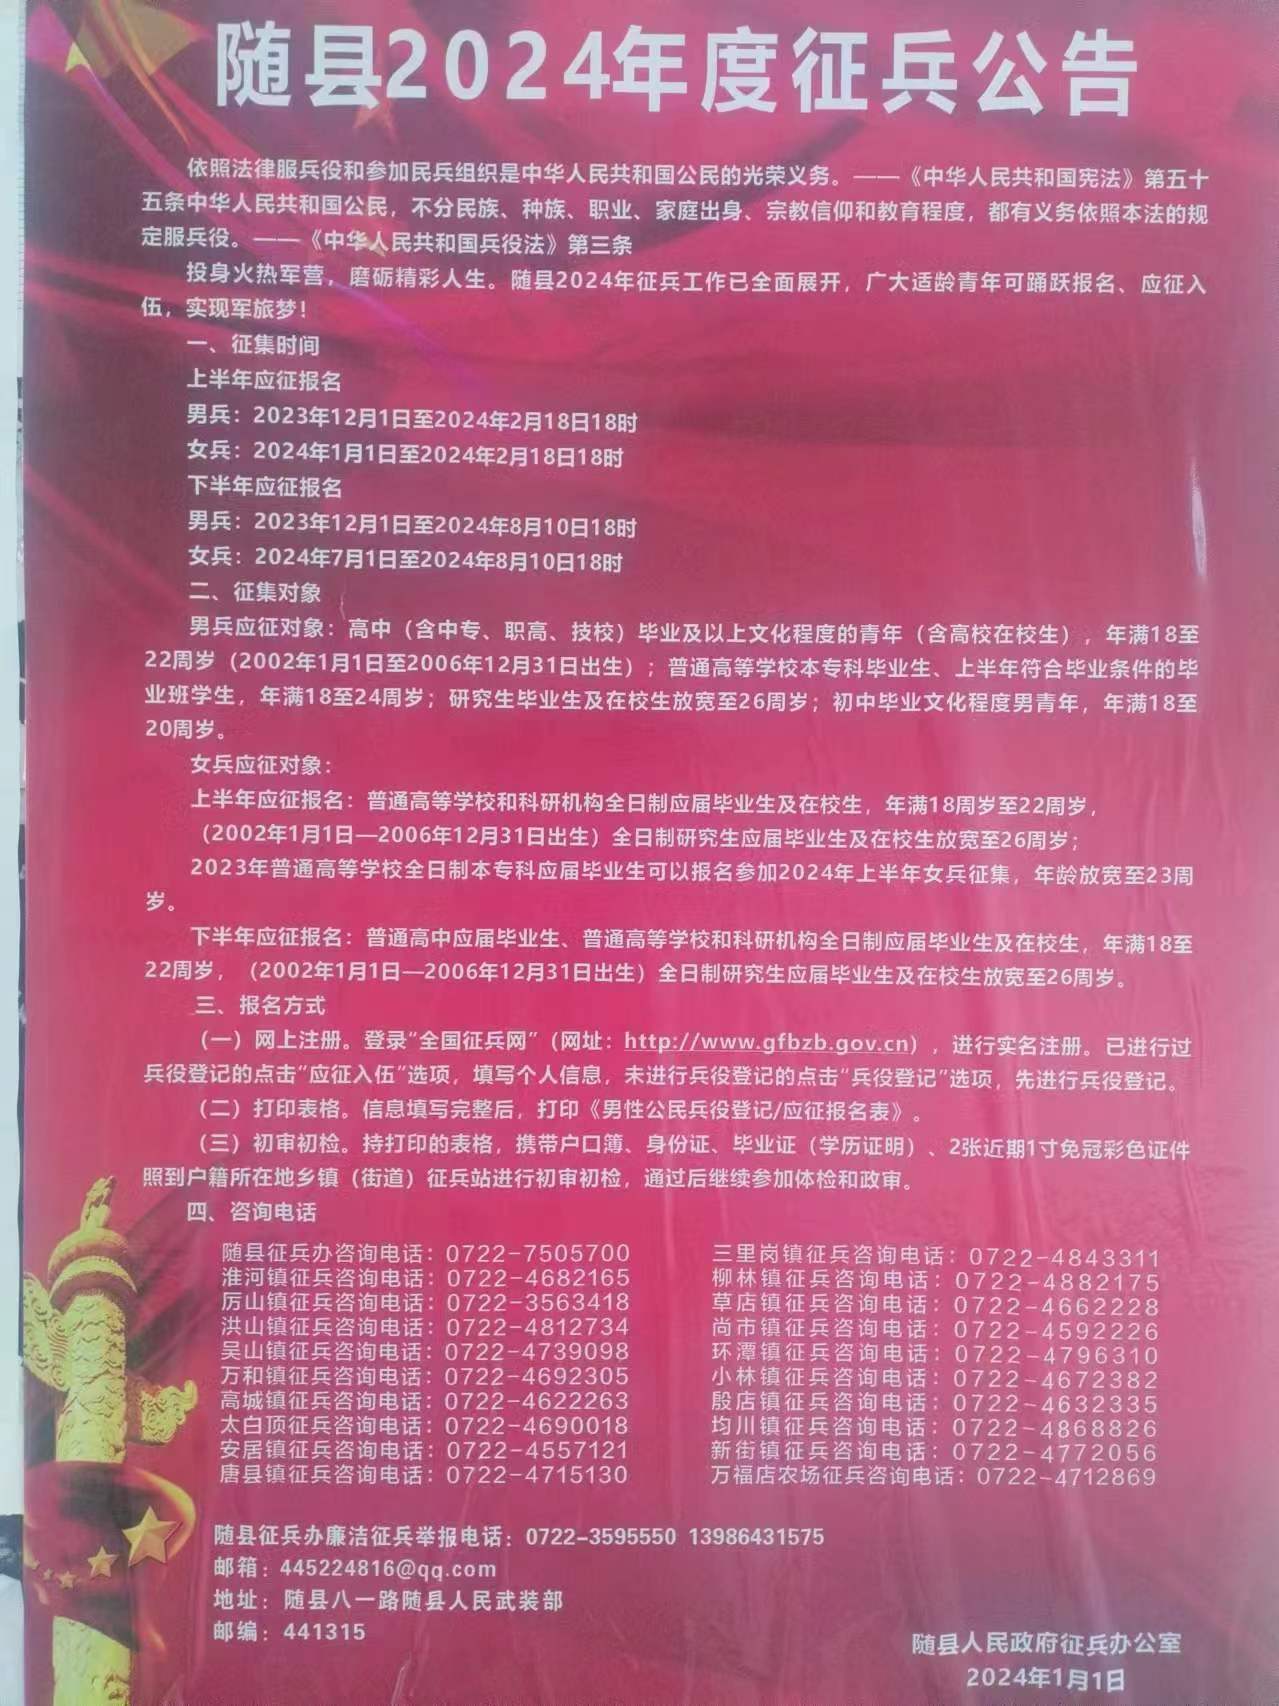 随县2024年度征兵公告
依照法律服兵役和参加民兵组织是中华人民共和国公民的光荣义务。——《中华人民共和国宪法》第五十
五条中华人民共和国公民，不分民族、种族、职业、家庭出身、宗教信仰和教育程度，都有义务依照本法的规
定服兵役。——《中华人民共和国兵役法》第三条
投身火热军营，磨砺精彩人生。随县2024年征兵工作已全面展开，广大适龄青年可踊跃报名、应征入
伍，实现军旅梦！
一、征集时间
上半年应征报名
男兵：2023年12月1日至2024年2月18日18时
女兵：2024年1月1日至2024年2月18日18时
下半年应征报名
男兵：2023年12月1日至2024年8月10日18时
女兵：2024年7月1日至2024年8月10日18时
二、征集对象
男兵应征对象：高中（含中专、职高、技校）毕业及以上文化程度的青年（含高校在校生），年满18至
22周岁（2002年1月1日至2006年12月31日出生）；普通高等学校本专科毕业生、上半年符合毕业条件的毕
业班学生，年满18至24周岁；研究生毕业生及在校生放宽至26周岁；初中毕业文化程度男青年，年满18至
20周岁。
女兵应征对象：
上半年应征报名：普通高等学校和科研机构全日制应届毕业生及在校生，年满18周岁至22周岁，
（2002年1月1日—2006年12月31日出生）全日制研究生应届毕业生及在校生放宽至26周岁；
2023年普通高等学校全日制本专科应届毕业生可以报名参加2024年上半年女兵征集，年龄放宽至23周
岁。
下半年应征报名：普通高中应届毕业生、普通高等学校和科研机构全日制应届毕业生及在校生，年满18至
22周岁，（2002年1月1日—2006年12月31日出生）全日制研究生应届毕业生及在校生放宽至26周岁。
三、报名方式
（一）网上注册。登录“全国征兵网”（网址：http://www.gfbzb.gov.cn），进行实名注册。已进行过
兵役登记的点击“应征入伍”选项，填写个人信息，未进行兵役登记的点击“兵役登记”选项，先进行兵役登记。
（二）打印表格。信息填写完整后，打印《男性公民兵役登记/应征报名表》。
（三）初审初检。持打印的表格，携带户口簿、身份证、毕业证（学历证明）、2张近期1寸免冠彩色证件
照到户籍所在地乡镇（街道）征兵站进行初审初检，通过后继续参加体检和政审。
四、咨询电话
随县征兵办咨询电话：0722-7505700
淮河镇征兵咨询电话：0722-4682165
厉山镇征兵咨询电话：0722-3563418
洪山镇征兵咨询电话：0722-4812734
吴山镇征兵咨询电话：0722-4739098
万和镇征兵咨询电话：0722-4692305
高城镇征兵咨询电话：0722-4622263
太白顶征兵咨询电话：0722-4690018
安居镇征兵咨询电话：0722-4557121
唐县镇征兵咨询电话：0722-4715130
三里岗镇征兵咨询电话：0722-4843311
柳林镇征兵咨询电话：0722-4882175
草店镇征兵咨询电话：0722-4662228
尚市镇征兵咨询电话：0722-4592226
环潭镇征兵咨询电话：0722-4796310
小林镇征兵咨询电话：0722-4672382
殷店镇征兵咨询电话：0722-4632335
均川镇征兵咨询电话：0722-4868826
新街镇征兵咨询电话：0722-4772056
万福店农场征兵咨询电话：0722-4712869
随县征兵办廉洁征兵举报电话：0722-3595550 13986431575
邮箱：445224816@qq.com
地址：随县八一路随县人民武装部
邮编：441315
随县人民政府征兵办公室
2024年1月1日